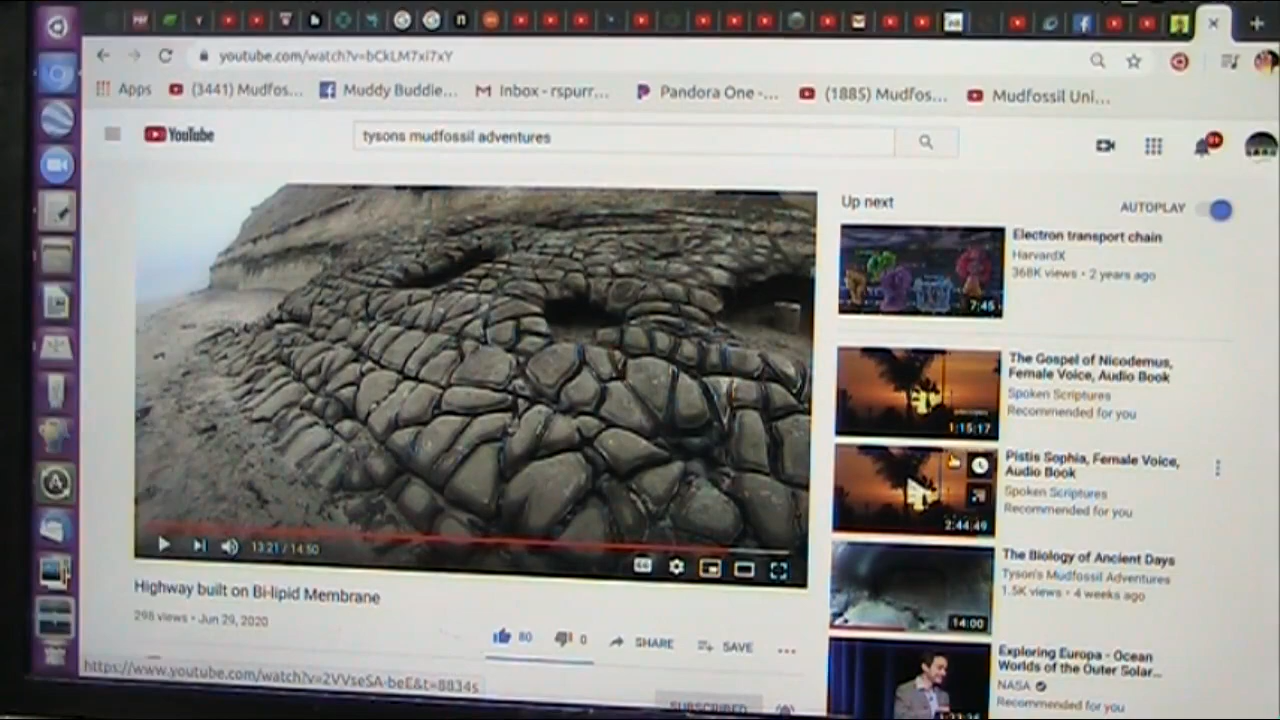 youtube.com/watch?v=bCkLM7xi7xY
Apps
(3441) Mudfos...
Muddy Buddie...
Inbox - rspurr...
Pandora One -...
(1885) Mudfos...
Mudfossil Uni...
YouTube
tysons mudfossil adventures
9+
Up next
AUTOPLAY
Electron transport chain
HarvardX
368K views • 2 years ago
7:45
The Gospel of Nicodemus,
Female Voice, Audio Book
Spoken Scriptures
Recommended for you
1:15:17
Pistis Sophia, Female Voice,
Audio Book
Spoken Scriptures
Recommended for you
2:44:49
The Biology of Ancient Days
Tyson's Mudfossil Adventures
1.5K views • 4 weeks ago
14:00
Exploring Europa - Ocean
Worlds of the Outer Solar...
NASA
Recommended for you
13:21 / 14:50
CC
Highway built on Bi-lipid Membrane
298 views • Jun 29, 2020
80
0
SHARE
SAVE
https://www.youtube.com/watch?v=2VVseSA-beE&t=8834s
SUBSCRIBED